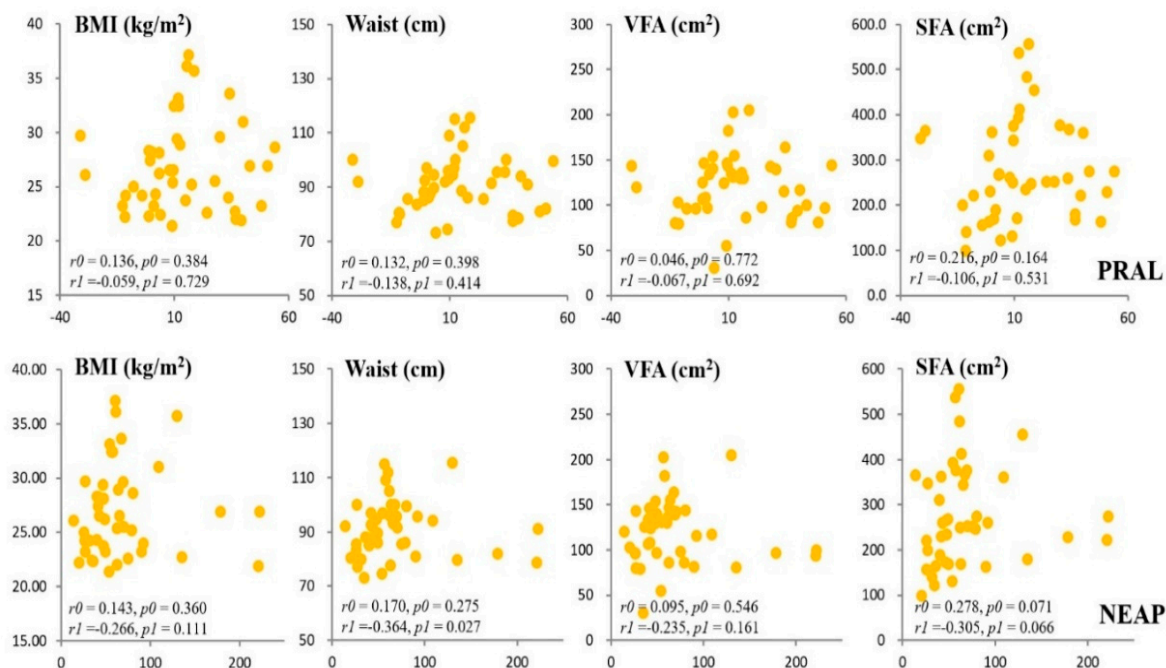 BMI (kg/m²)
40
35
30
25
20
15
-40 10 60
r0 = 0.136, p0 = 0.384
r1 =-0.059, p1 = 0.729
Waist (cm)
150
130
110
90
70
50
-40 10 60
r0 = 0.132, p0 = 0.398
r1 =-0.138, p1 = 0.414
VFA (cm²)
300
250
200
150
100
50
0
-40 10 60
r0 = 0.046, p0 = 0.772
r1 =-0.067, p1 = 0.692
SFA (cm²)
600.0
500.0
400.0
300.0
200.0
100.0
0.0
-40 10 60
r0 = 0.216, p0 = 0.164
r1 =-0.106, p1 = 0.531
PRAL
BMI (kg/m²)
40.00
35.00
30.00
25.00
20.00
15.00
0 100 200
r0 = 0.143, p0 = 0.360
r1 =-0.266, p1 = 0.111
Waist (cm)
150
130
110
90
70
50
0 100 200
r0 = 0.170, p0 = 0.275
r1 =-0.364, p1 = 0.027
VFA (cm²)
300
250
200
150
100
50
0
0 100 200
r0 = 0.095, p0 = 0.546
r1 =-0.235, p1 = 0.161
SFA (cm²)
600
500
400
300
200
100
0
0 100 200
r0 = 0.278, p0 = 0.071
r1 =-0.305, p1 = 0.066
NEAP